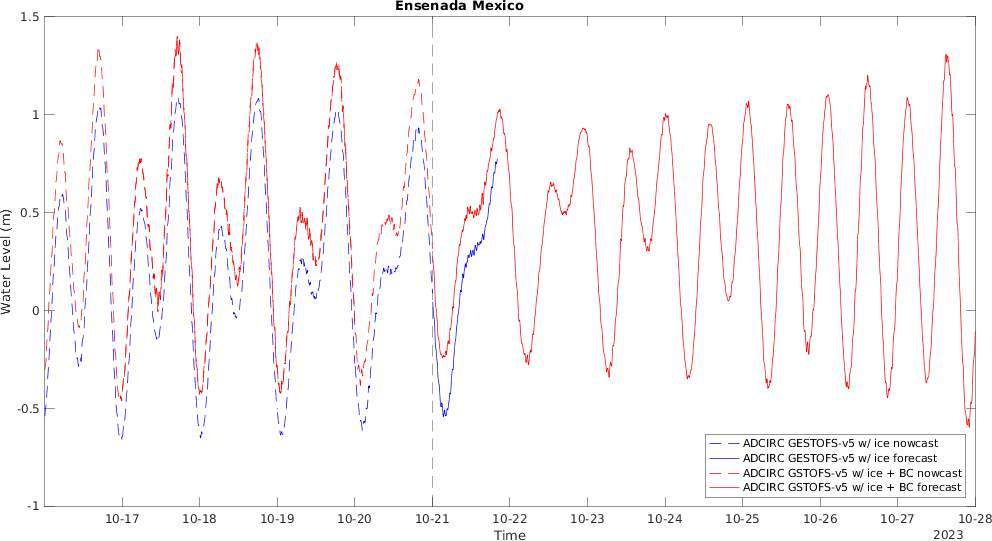 Ensenada Mexico
1.5
1
0.5
0
-0.5
-1
Water Level (m)
10-17 10-18 10-19 10-20 10-21 10-22 10-23 10-24 10-25 10-26 10-27 10-28
Time
2023
ADCIRC GESTOFS-v5 w/ ice nowcast
ADCIRC GESTOFS-v5 w/ ice forecast
ADCIRC GSTOFS-v5 w/ ice + BC nowcast
ADCIRC GSTOFS-v5 w/ ice + BC forecast